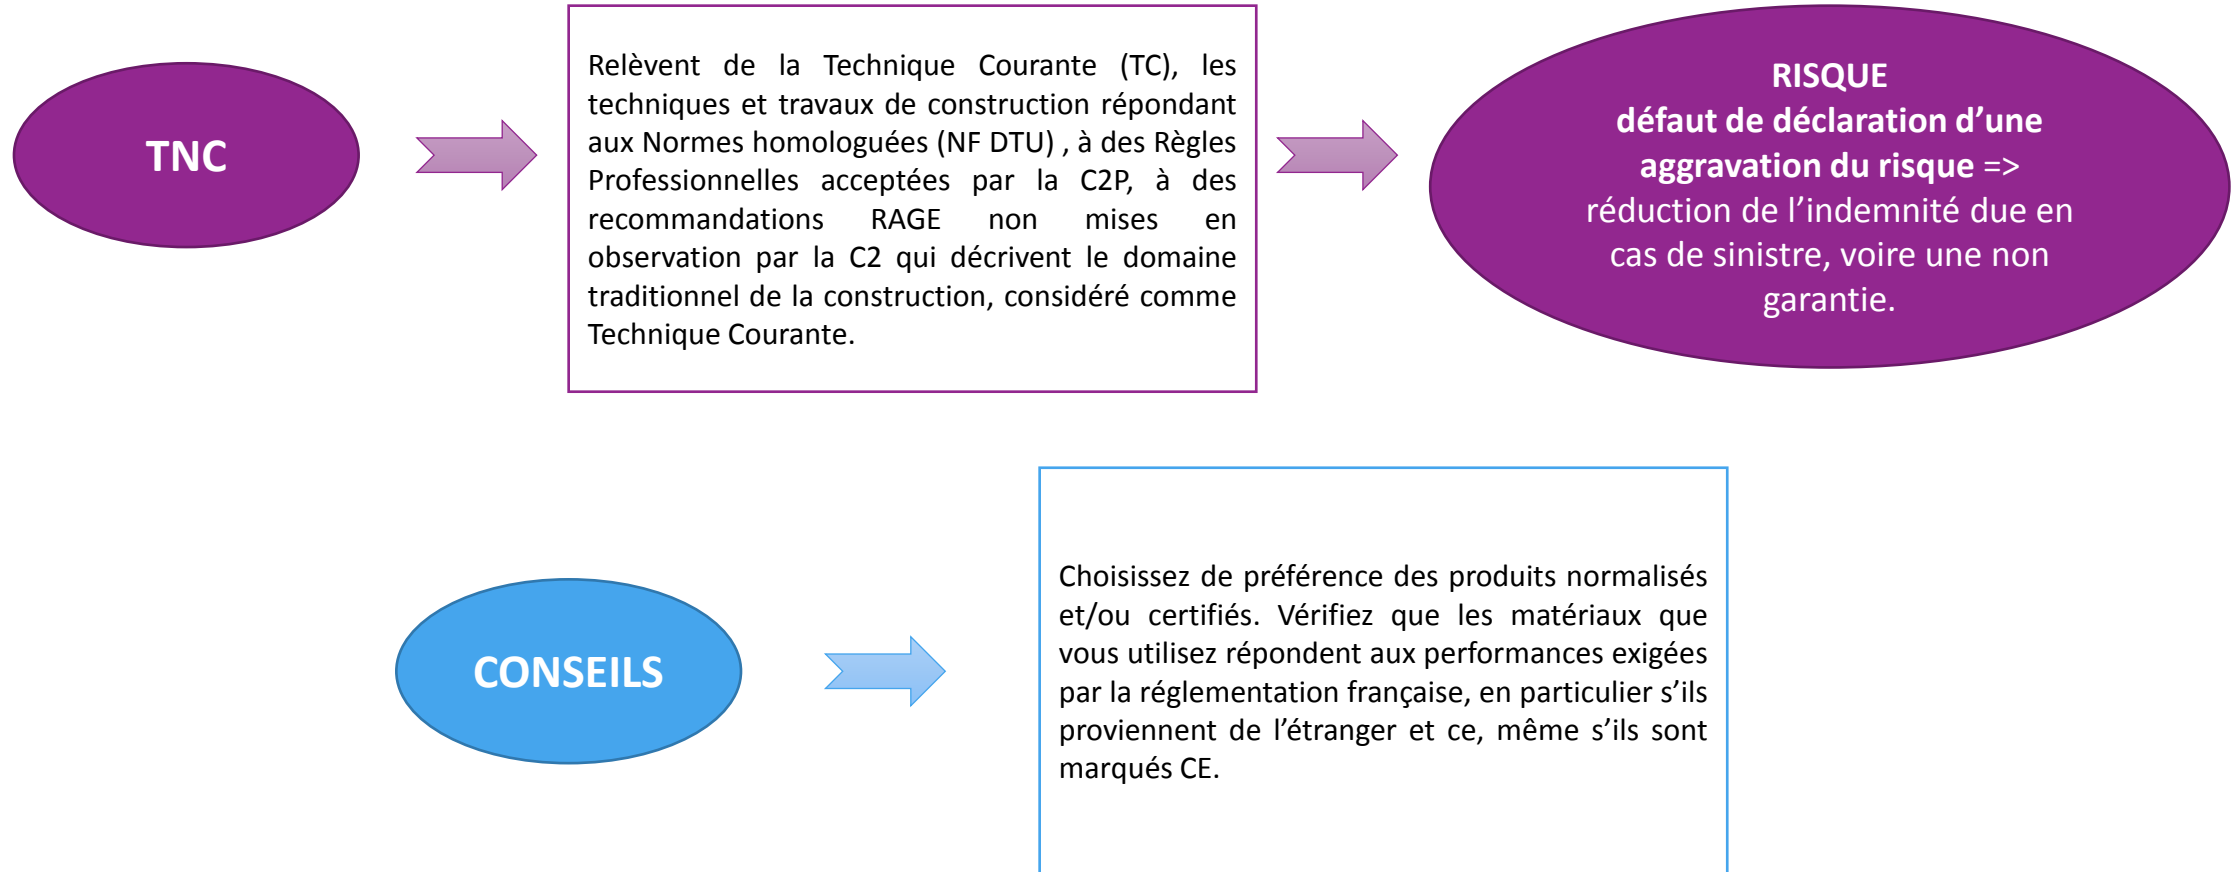 TNC
Relèvent de la Technique Courante (TC), les
techniques et travaux de construction répondant
aux Normes homologuées (NF DTU) , à des Règles
Professionnelles acceptées par la C2P, à des
recommandations RAGE non mises en
observation par la C2 qui décrivent le domaine
traditionnel de la construction, considéré comme
Technique Courante.
RISQUE
défaut de déclaration d’une
aggravation du risque =>
réduction de l’indemnité due en
cas de sinistre, voire une non
garantie.
CONSEILS
Choisissez de préférence des produits normalisés
et/ou certifiés. Vérifiez que les matériaux que
vous utilisez répondent aux performances exigées
par la réglementation française, en particulier s’ils
proviennent de l’étranger et ce, même s’ils sont
marqués CE.